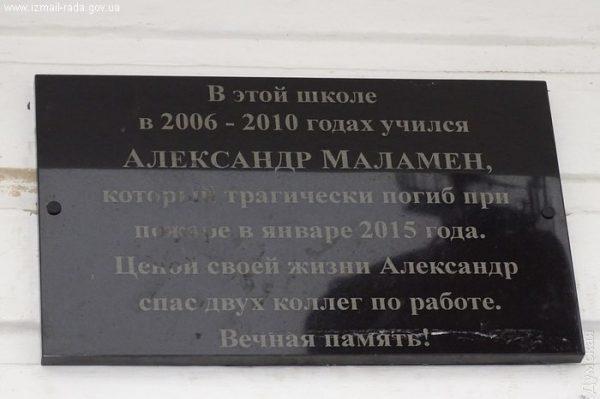 www.izmail-rada.gov.ua
В этой школе
в 2006 - 2010 годах учился
АЛЕКСАНДР МАЛАМЕН,
который трагически погиб при
пожаре в январе 2015 года.
Ценой своей жизни Александр
спас двух коллег по работе.
Вечная память!